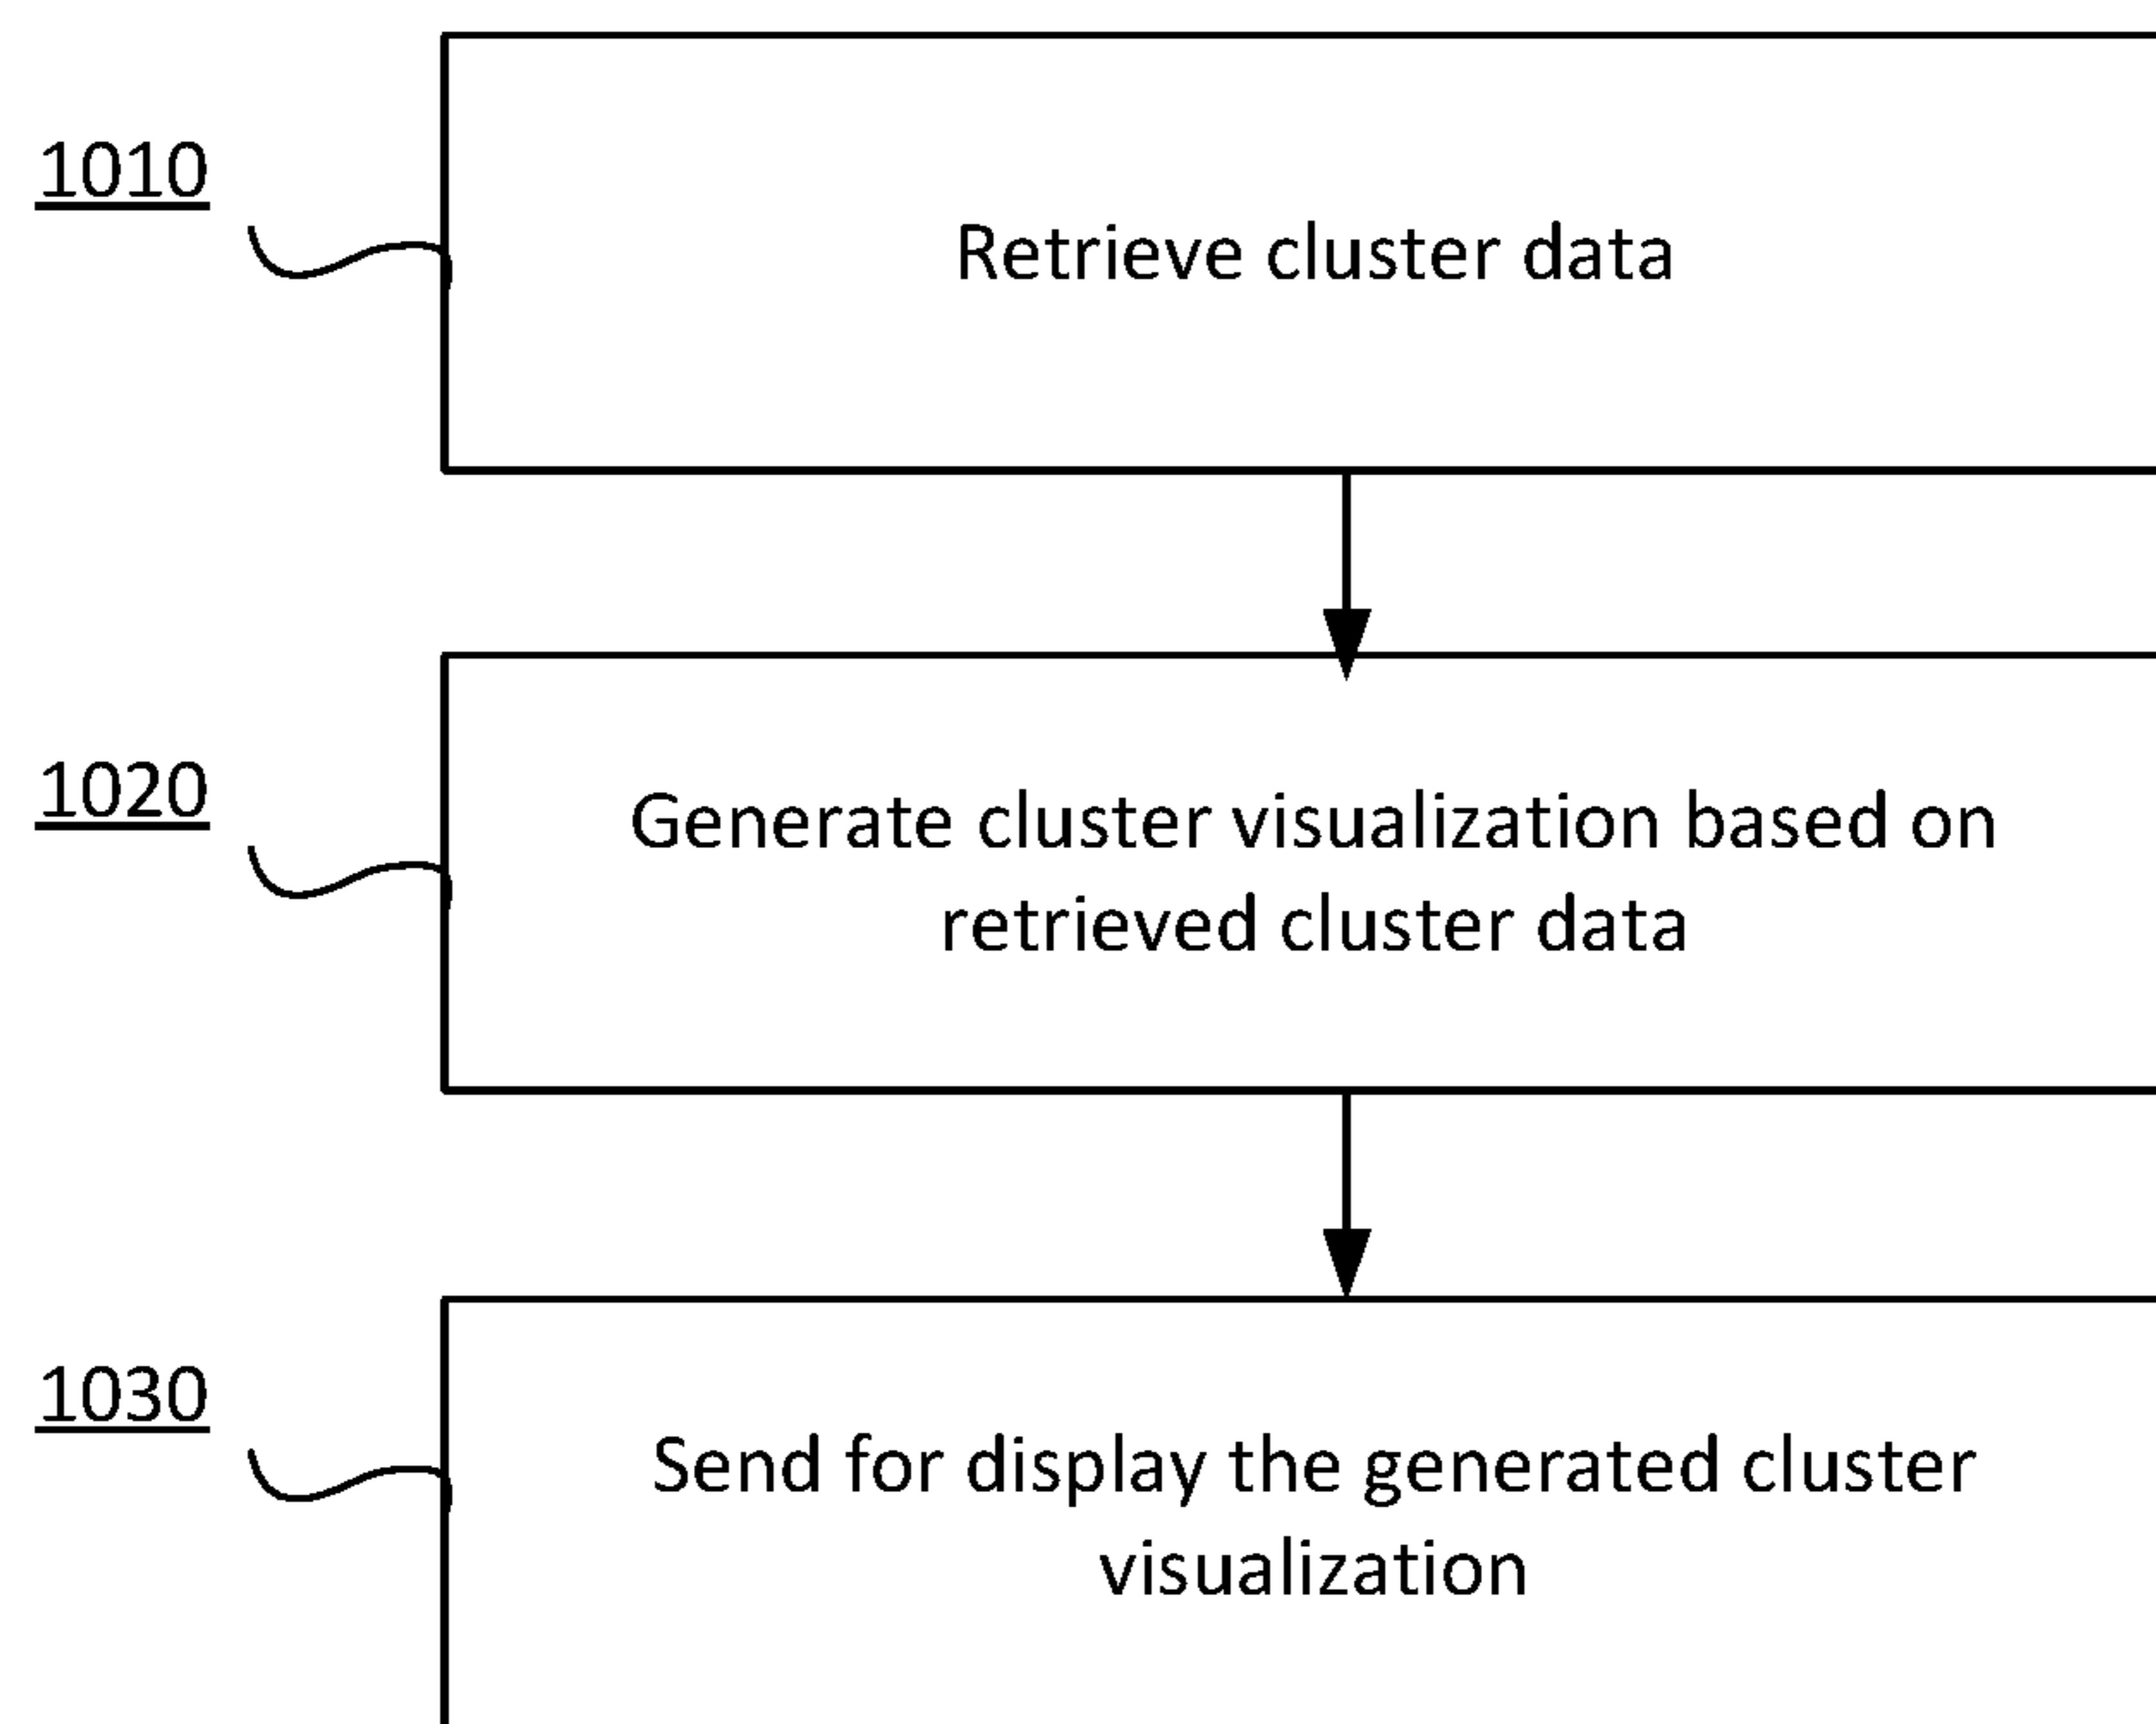 1010
Retrieve cluster data
1020
Generate cluster visualization based on
retrieved cluster data
1030
Send for display the generated cluster
visualization